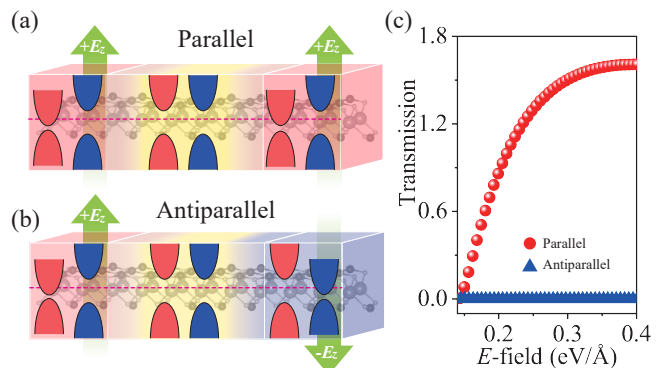 (a)
Parallel
+Ez
+Ez
(b)
Antiparallel
+Ez
-Ez
(c)
Transmission
1.8
1.2
0.6
0.0
Parallel
Antiparallel
0.2 0.3 0.4
E-field (eV/Å)